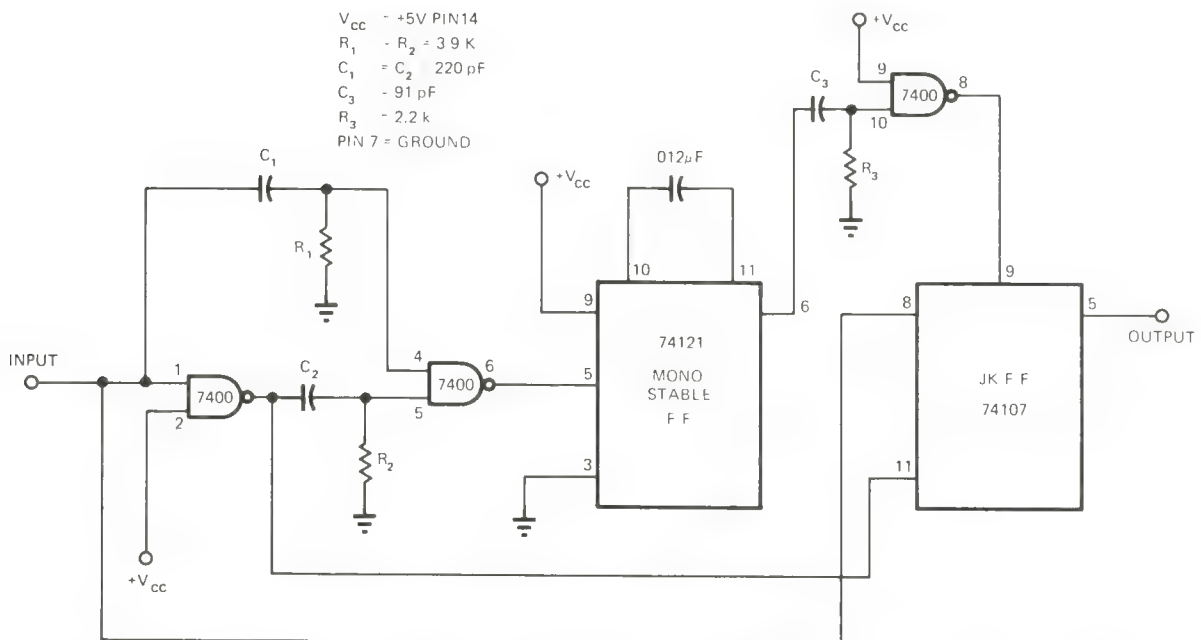 V_CC - +5V PIN14
R_1 - R_2 = 3 9 K
C_1 = C_2 220 pF
C_3 - 91 pF
R_3 - 2.2 k
PIN 7 = GROUND
+V_CC
9
7400
8
10
C_3
R_3
C_1
R_1
012µF
+V_CC
10
11
9
6
74121
MONO
STABLE
F F
5
3
9
8
5
OUTPUT
JK F F
74107
11
INPUT
1
7400
2
C_2
R_2
4
7400
6
5
+V_CC